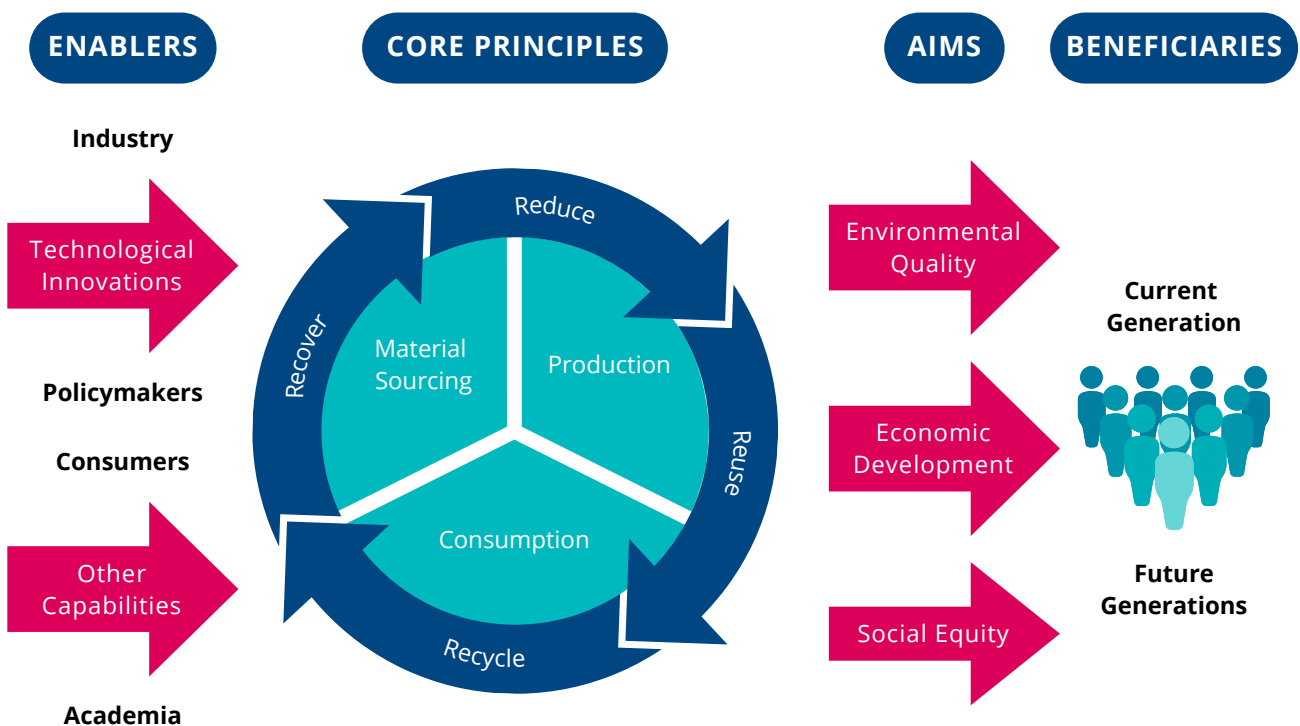 ENABLERS
CORE PRINCIPLES
AIMS
BENEFICIARIES
Industry
Technological
Innovations
Policymakers
Consumers
Other
Capabilities
Academia
Reduce
Reuse
Recycle
Recover
Material
Sourcing
Production
Consumption
Environmental
Quality
Economic
Development
Social Equity
Current
Generation
Future
Generations